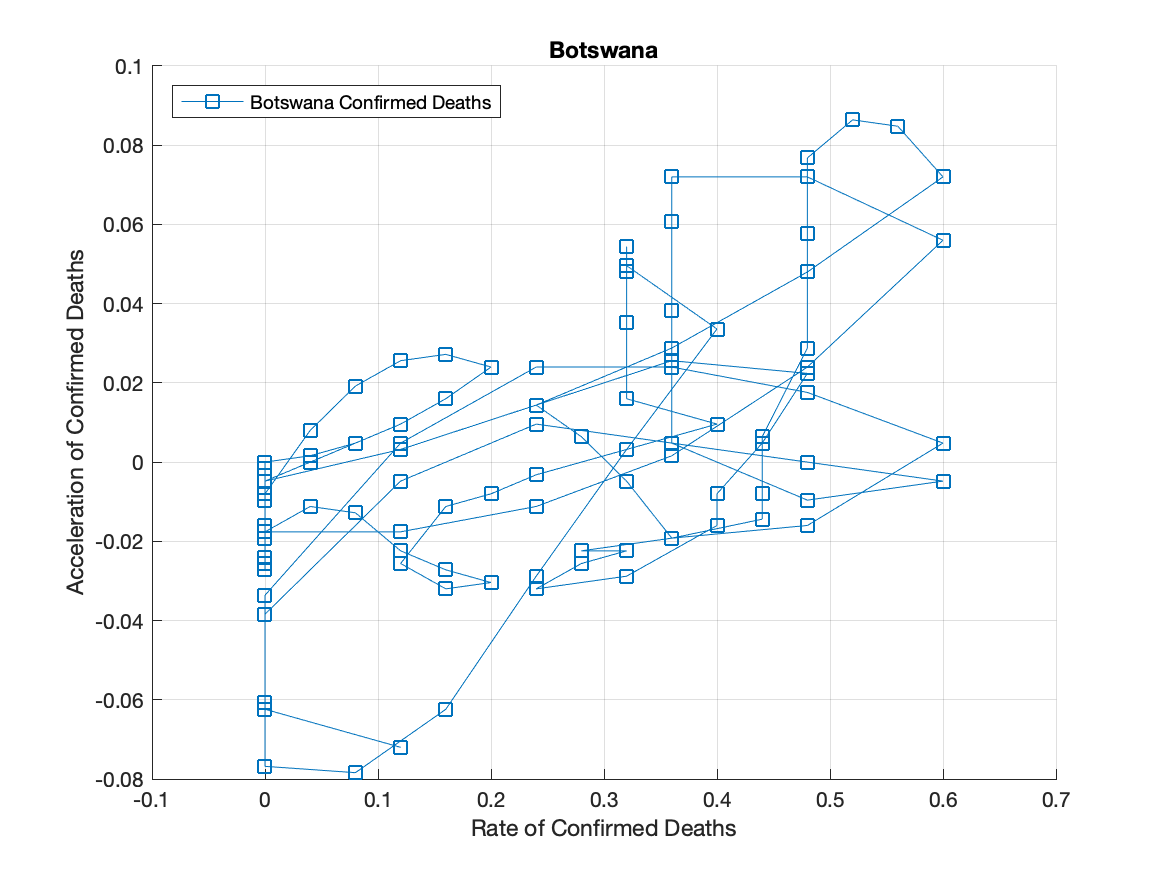 Botswana
Botswana Confirmed Deaths
Acceleration of Confirmed Deaths
0.1
0.08
0.06
0.04
0.02
0
-0.02
-0.04
-0.06
-0.08
-0.1 0 0.1 0.2 0.3 0.4 0.5 0.6 0.7
Rate of Confirmed Deaths